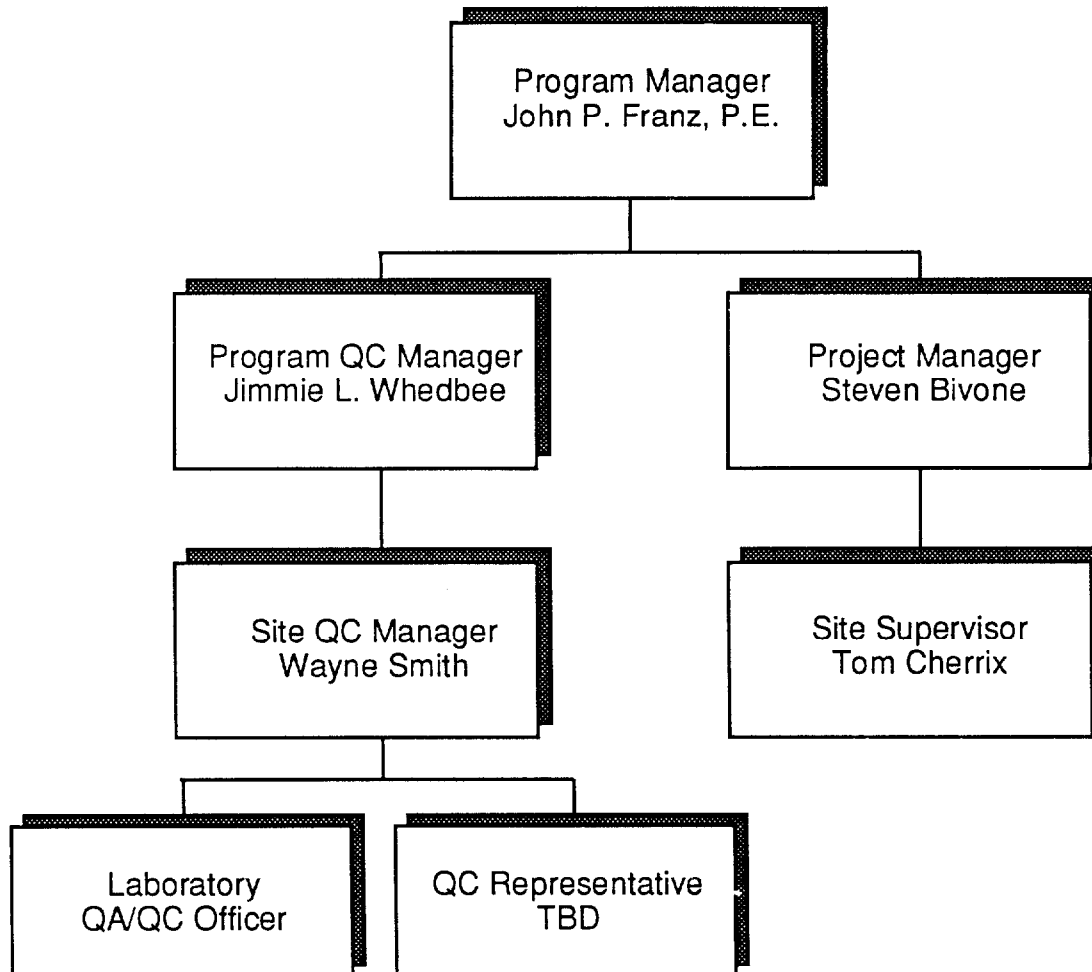 Program Manager
John P. Franz, P.E.
Program QC Manager
Jimmie L. Whedbee
Project Manager
Steven Bivone
Site QC Manager
Wayne Smith
Site Supervisor
Tom Cherrix
Laboratory
QA/QC Officer
QC Representative
TBD